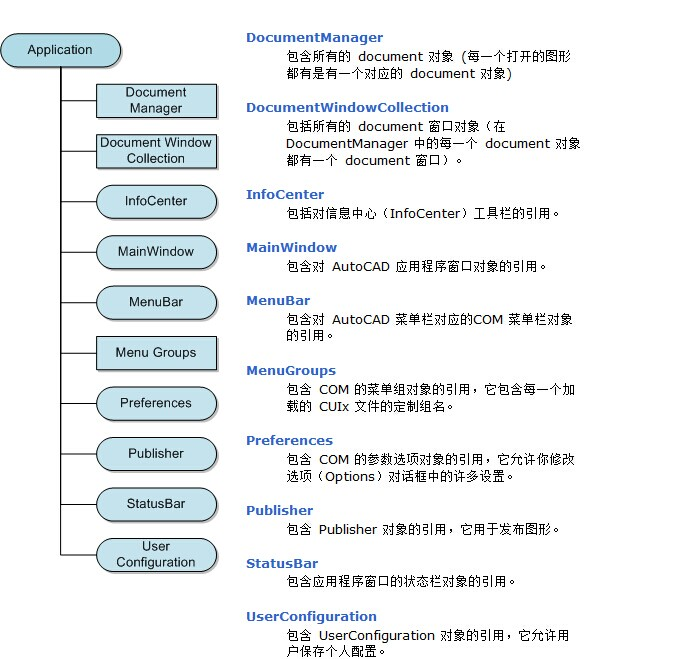 Application
Document
Manager
Document Window
Collection
InfoCenter
MainWindow
MenuBar
Menu Groups
Preferences
Publisher
StatusBar
User
Configuration
DocumentManager
包含所有的 document 对象 (每一个打开的图形
都有是有一个对应的 document 对象)
DocumentWindowCollection
包括所有的 document 窗口对象（在
DocumentManager 中的每一个 document 对象
都有一个 document 窗口）。
InfoCenter
包括对信息中心（InfoCenter）工具栏的引用。
MainWindow
包含对 AutoCAD 应用程序窗口对象的引用。
MenuBar
包含对 AutoCAD 菜单栏对应的COM 菜单栏对象
的引用。
MenuGroups
包含 COM 的菜单组对象的引用，它包含每一个加
载的 CUIx 文件的定制组名。
Preferences
包含 COM 的参数选项对象的引用，它允许你修改
选项（Options）对话框中的许多设置。
Publisher
包含 Publisher 对象的引用，它用于发布图形。
StatusBar
包含应用程序窗口的状态栏对象的引用。
UserConfiguration
包含 UserConfiguration 对象的引用，它允许用
户保存个人配置。